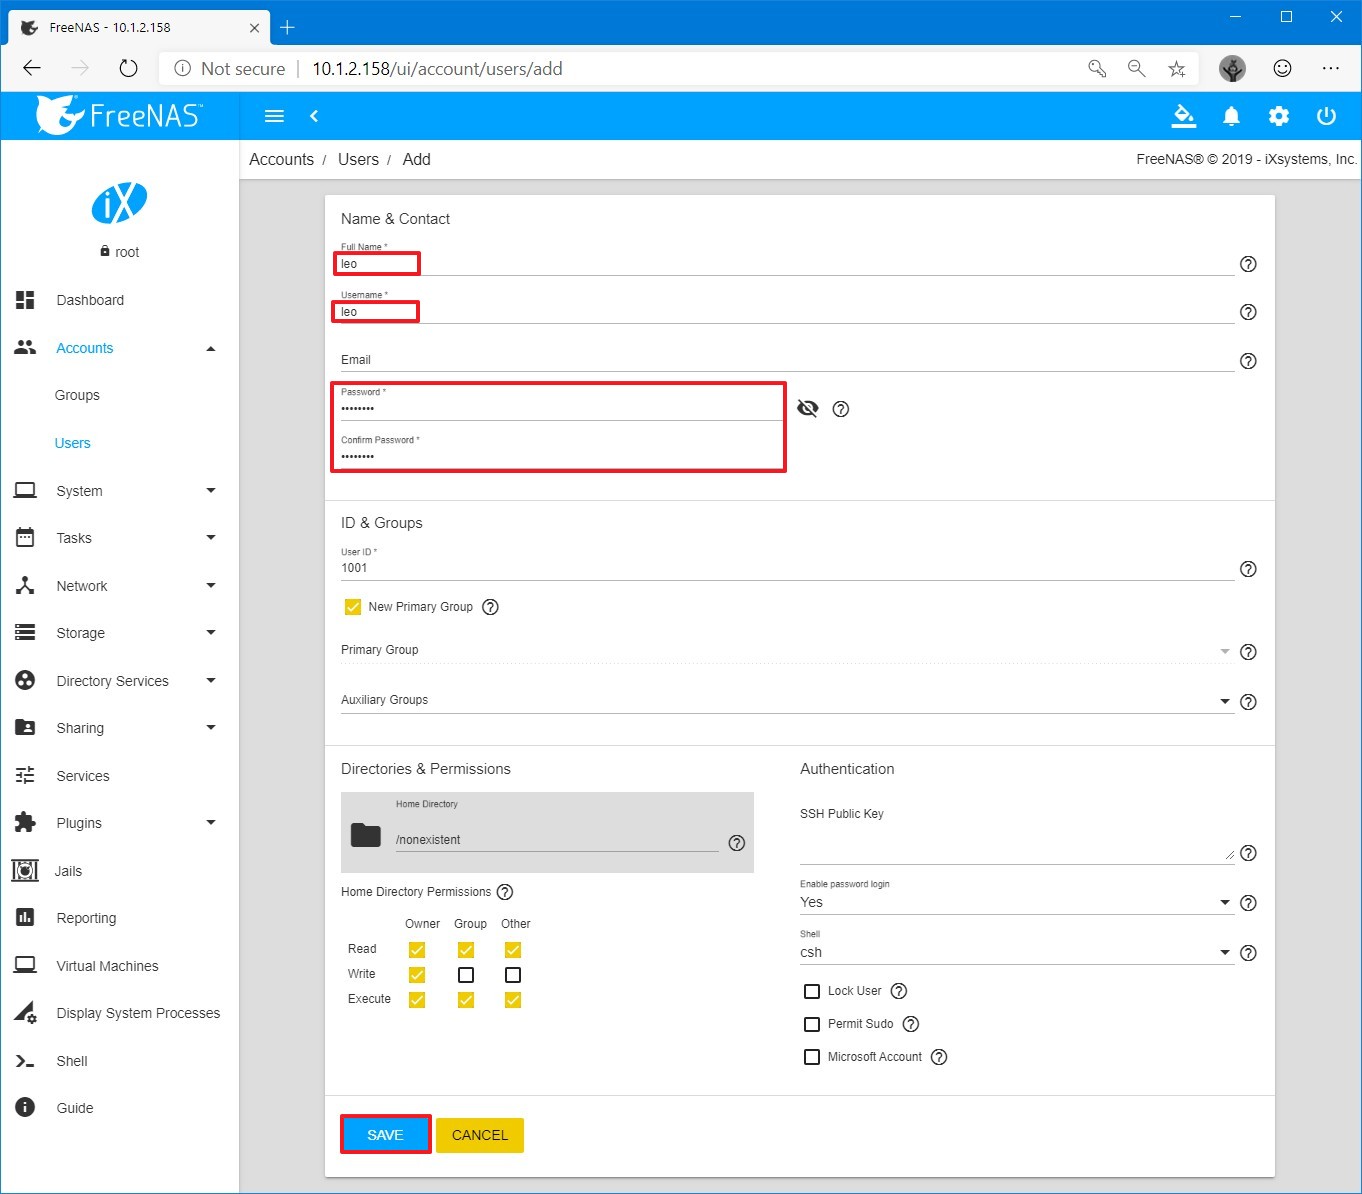 FreeNAS - 10.1.2.158
Not secure | 10.1.2.158/ui/account/users/add
FreeNAS™
Accounts / Users / Add
FreeNAS® © 2019 - iXsystems, Inc.
iX
root
Dashboard
Accounts
Groups
Users
System
Tasks
Network
Storage
Directory Services
Sharing
Services
Plugins
Jails
Reporting
Virtual Machines
Display System Processes
Shell
Guide
Name & Contact
Full Name *
leo
Username *
leo
Email
Password *
••••••••
Confirm Password *
••••••••
ID & Groups
User ID *
1001
New Primary Group
Primary Group
Auxiliary Groups
Directories & Permissions
Home Directory
/nonexistent
Home Directory Permissions
Owner Group Other
Read
Write
Execute
Authentication
SSH Public Key
Enable password login
Yes
Shell
csh
Lock User
Permit Sudo
Microsoft Account
SAVE CANCEL